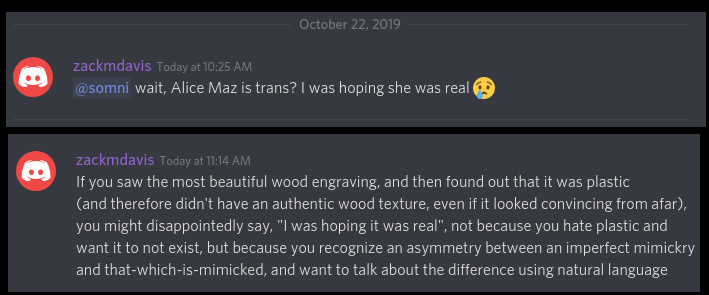 October 22, 2019
zackmdavis Today at 10:25 AM
@somni wait, Alice Maz is trans? I was hoping she was real 😢
zackmdavis Today at 11:14 AM
If you saw the most beautiful wood engraving, and then found out that it was plastic
(and therefore didn't have an authentic wood texture, even if it looked convincing from afar),
you might disappointedly say, "I was hoping it was real", not because you hate plastic and
want it to not exist, but because you recognize an asymmetry between an imperfect mimickry
and that-which-is-mimicked, and want to talk about the difference using natural language